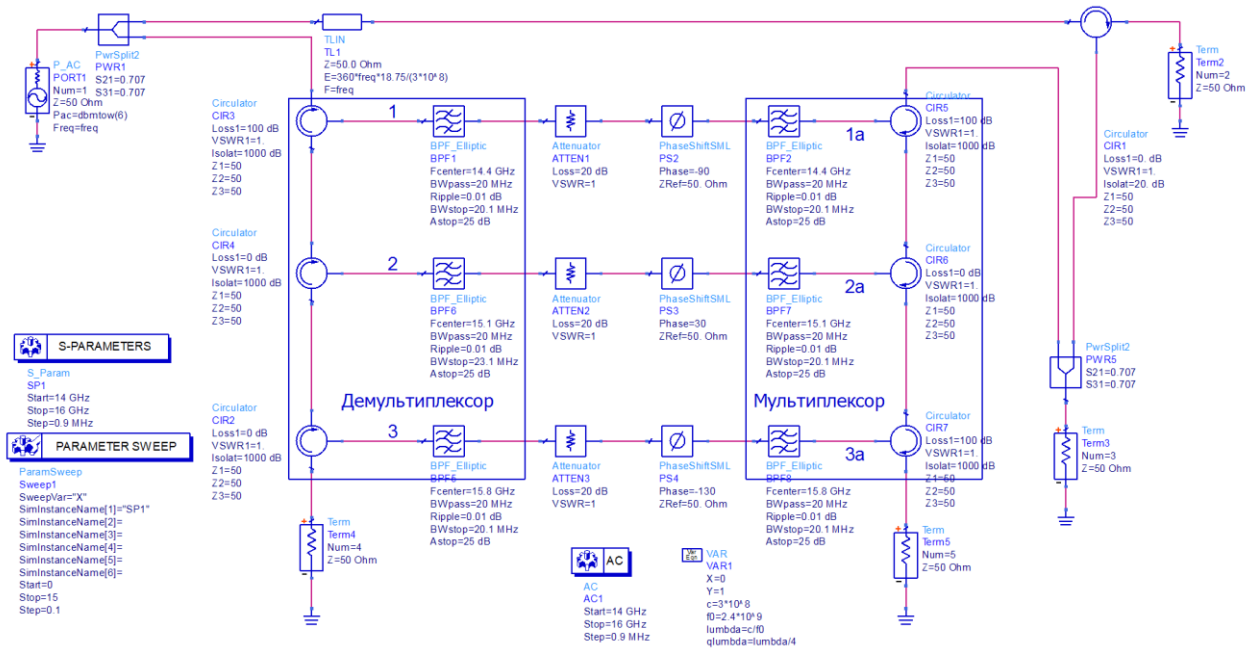 TLIN
TL1
Z=50.0 Ohm
E=360*freq*18.75/(3*10^8)
F=freq
PwrSplit2
PWR1
S21=0.707
S31=0.707
P_AC
PORT1
Num=1
Z=50 Ohm
Pac=dbmtow(6)
Freq=freq
Term
Term2
Num=2
Z=50 Ohm
Circulator
CIR3
Loss1=100 dB
VSWR1=1.
Isolat=1000 dB
Z1=50
Z2=50
Z3=50
1
BPF_Elliptic
BPF1
Fcenter=14.4 GHz
BWpass=20 MHz
Ripple=0.01 dB
BWstop=20.1 MHz
Astop=25 dB
Attenuator
ATTEN1
Loss=20 dB
VSWR=1
PhaseShiftSML
PS2
Phase=-90
ZRef=50. Ohm
BPF_Elliptic
BPF2
Fcenter=14.4 GHz
BWpass=20 MHz
Ripple=0.01 dB
BWstop=20.1 MHz
Astop=25 dB
1a
Circulator
CIR5
Loss1=100 dB
VSWR1=1.
Isolat=1000 dB
Z1=50
Z2=50
Z3=50
Circulator
CIR1
Loss1=0. dB
VSWR1=1.
Isolat=20. dB
Z1=50
Z2=50
Z3=50
Circulator
CIR4
Loss1=0 dB
VSWR1=1.
Isolat=1000 dB
Z1=50
Z2=50
Z3=50
2
BPF_Elliptic
BPF6
Fcenter=15.1 GHz
BWpass=20 MHz
Ripple=0.01 dB
BWstop=23.1 MHz
Astop=25 dB
Attenuator
ATTEN2
Loss=20 dB
VSWR=1
PhaseShiftSML
PS3
Phase=30
ZRef=50. Ohm
BPF_Elliptic
BPF7
Fcenter=15.1 GHz
BWpass=20 MHz
Ripple=0.01 dB
BWstop=20.1 MHz
Astop=25 dB
2a
Circulator
CIR6
Loss1=0 dB
VSWR1=1.
Isolat=1000 dB
Z1=50
Z2=50
Z3=50
PwrSplit2
PWR5
S21=0.707
S31=0.707
S-PARAMETERS
S_Param
SP1
Start=14 GHz
Stop=16 GHz
Step=0.9 MHz
Демультиплексор
Мультиплексор
Circulator
CIR2
Loss1=0 dB
VSWR1=1.
Isolat=1000 dB
Z1=50
Z2=50
Z3=50
3
BPF_Elliptic
BPF5
Fcenter=15.8 GHz
BWpass=20 MHz
Ripple=0.01 dB
BWstop=20.1 MHz
Astop=25 dB
Attenuator
ATTEN3
Loss=20 dB
VSWR=1
PhaseShiftSML
PS4
Phase=-130
ZRef=50. Ohm
BPF_Elliptic
BPF8
Fcenter=15.8 GHz
BWpass=20 MHz
Ripple=0.01 dB
BWstop=20.1 MHz
Astop=25 dB
3a
Circulator
CIR7
Loss1=100 dB
VSWR1=1.
Isolat=1000 dB
Z1=50
Z2=50
Z3=50
Term
Term3
Num=3
Z=50 Ohm
PARAMETER SWEEP
ParamSweep
Sweep1
SweepVar="X"
SimInstanceName[1]="SP1"
SimInstanceName[2]=
SimInstanceName[3]=
SimInstanceName[4]=
SimInstanceName[5]=
SimInstanceName[6]=
Start=0
Stop=15
Step=0.1
Term
Term4
Num=4
Z=50 Ohm
AC
AC
AC1
Start=14 GHz
Stop=16 GHz
Step=0.9 MHz
Var
Eqn
VAR
VAR1
X=0
Y=1
c=3*10^8
f0=2.4*10^9
lumbda=c/f0
qlumbda=lumbda/4
Term
Term5
Num=5
Z=50 Ohm